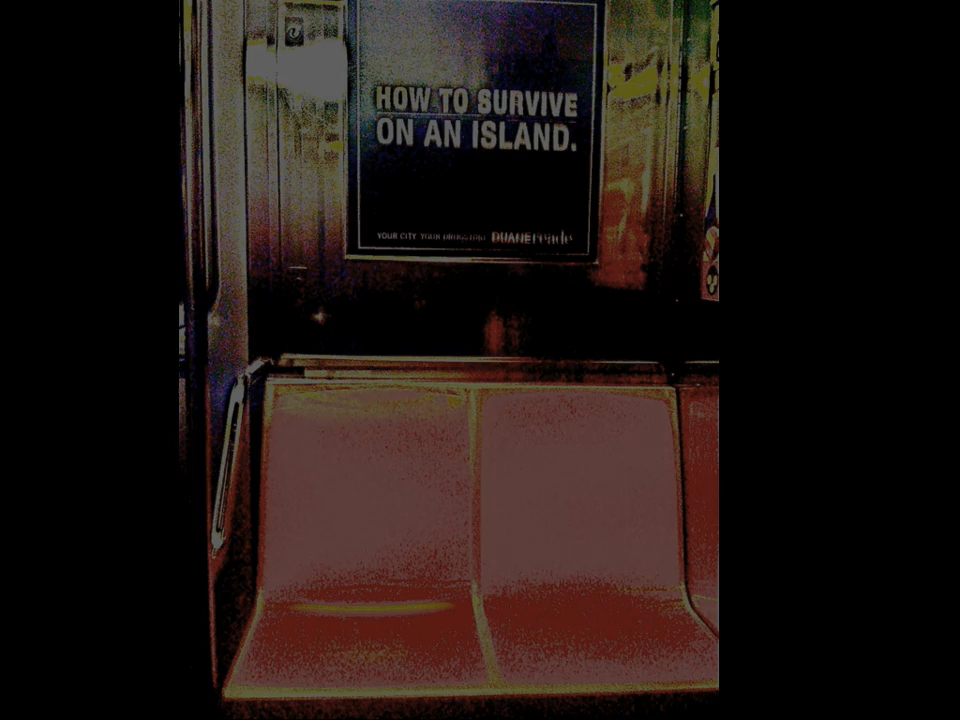 HOW TO SURVIVE
ON AN ISLAND.
YOUR CITY. YOUR DRUGSTORE. DUANEreade